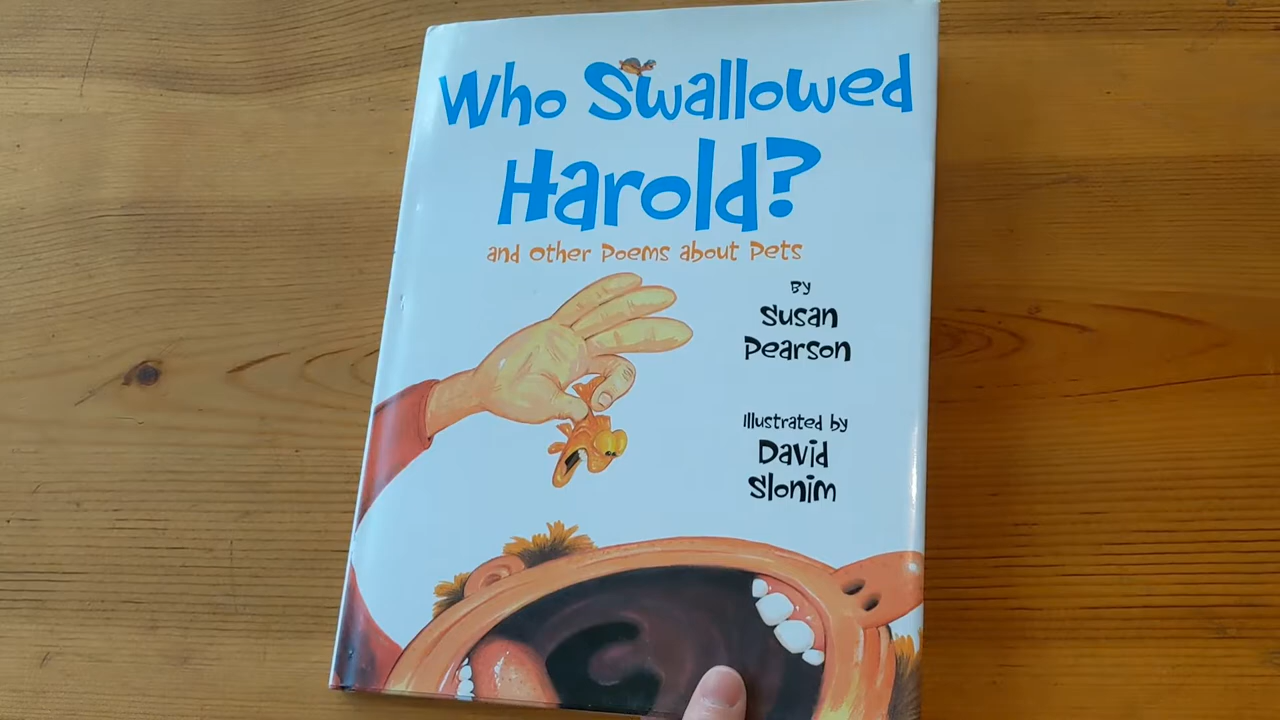 Who Swallowed
Harold?
and Other Poems about Pets
By
Susan
Pearson
Illustrated by
David
Slonim